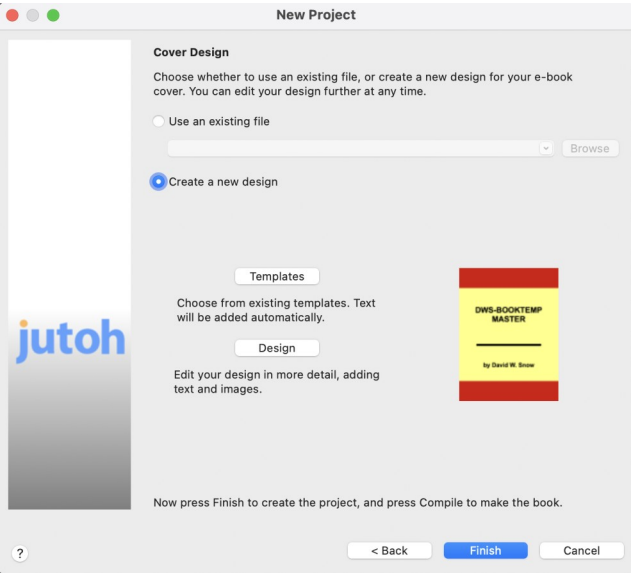 New Project
Cover Design
Choose whether to use an existing file, or create a new design for your e-book
cover. You can edit your design further at any time.
Use an existing file
Browse
Create a new design
Templates
Choose from existing templates. Text
will be added automatically.
Design
Edit your design in more detail, adding
text and images.
DWS-BOOKTEMP
MASTER
by David W. Snow
jutoh
Now press Finish to create the project, and press Compile to make the book.
?
< Back
Finish
Cancel